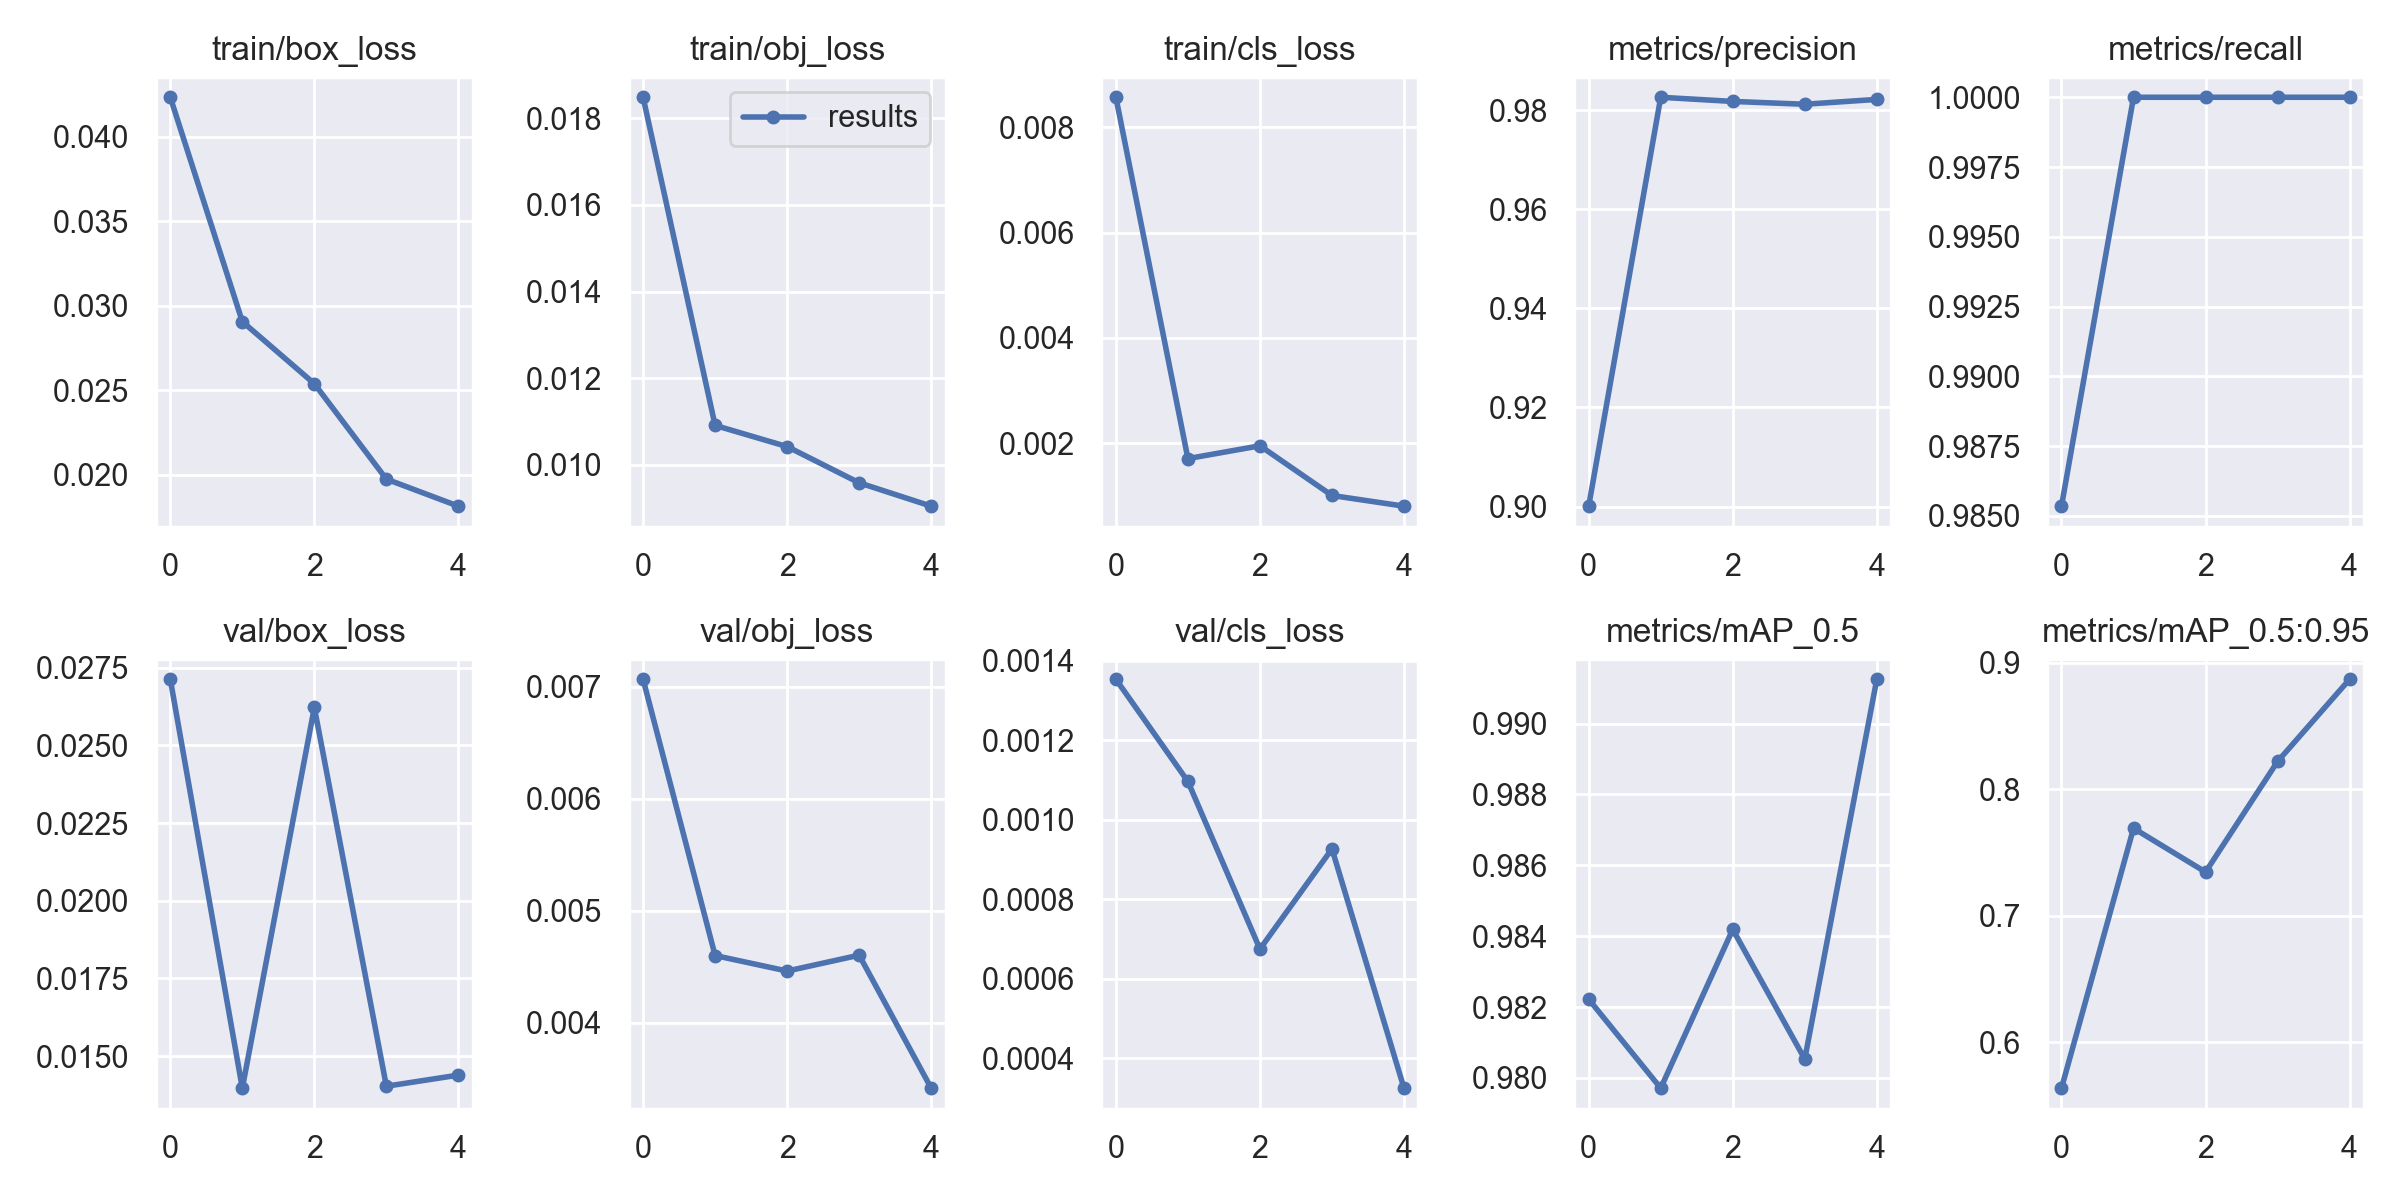 train/box_loss
0.040
0.035
0.030
0.025
0.020
0 2 4
train/obj_loss
results
0.018
0.016
0.014
0.012
0.010
0 2 4
train/cls_loss
0.008
0.006
0.004
0.002
0 2 4
metrics/precision
0.98
0.96
0.94
0.92
0.90
0 2 4
metrics/recall
1.0000
0.9975
0.9950
0.9925
0.9900
0.9875
0.9850
0 2 4
val/box_loss
0.0275
0.0250
0.0225
0.0200
0.0175
0.0150
0 2 4
val/obj_loss
0.007
0.006
0.005
0.004
0 2 4
val/cls_loss
0.0014
0.0012
0.0010
0.0008
0.0006
0.0004
0 2 4
metrics/mAP_0.5
0.990
0.988
0.986
0.984
0.982
0.980
0 2 4
metrics/mAP_0.5:0.95
0.9
0.8
0.7
0.6
0 2 4